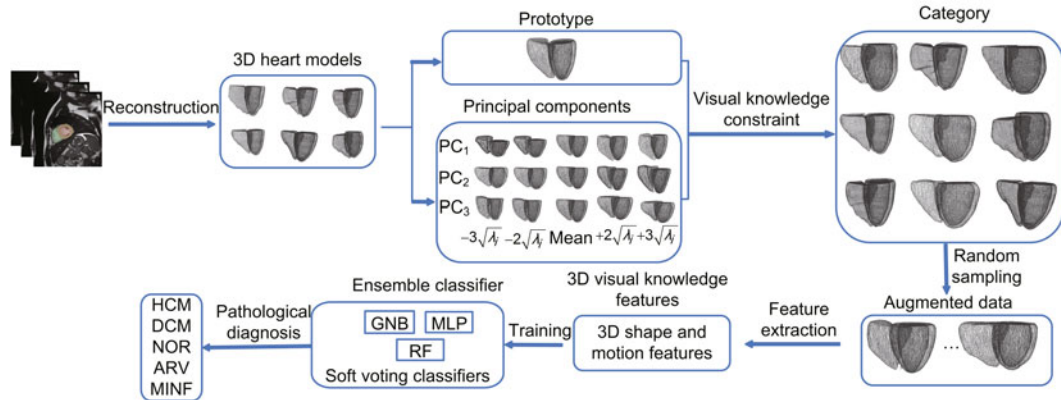 3D heart models
Reconstruction
Prototype
Principal components
PC₁
PC₂
PC₃
−3√λⱼ −2√λⱼ Mean +2√λⱼ +3√λⱼ
Visual knowledge
constraint
Category
Random
sampling
Augmented data
...
Feature
extraction
3D visual knowledge
features
3D shape and
motion features
Training
Ensemble classifier
GNB MLP
RF
Soft voting classifiers
Pathological
diagnosis
HCM
DCM
NOR
ARV
MINF